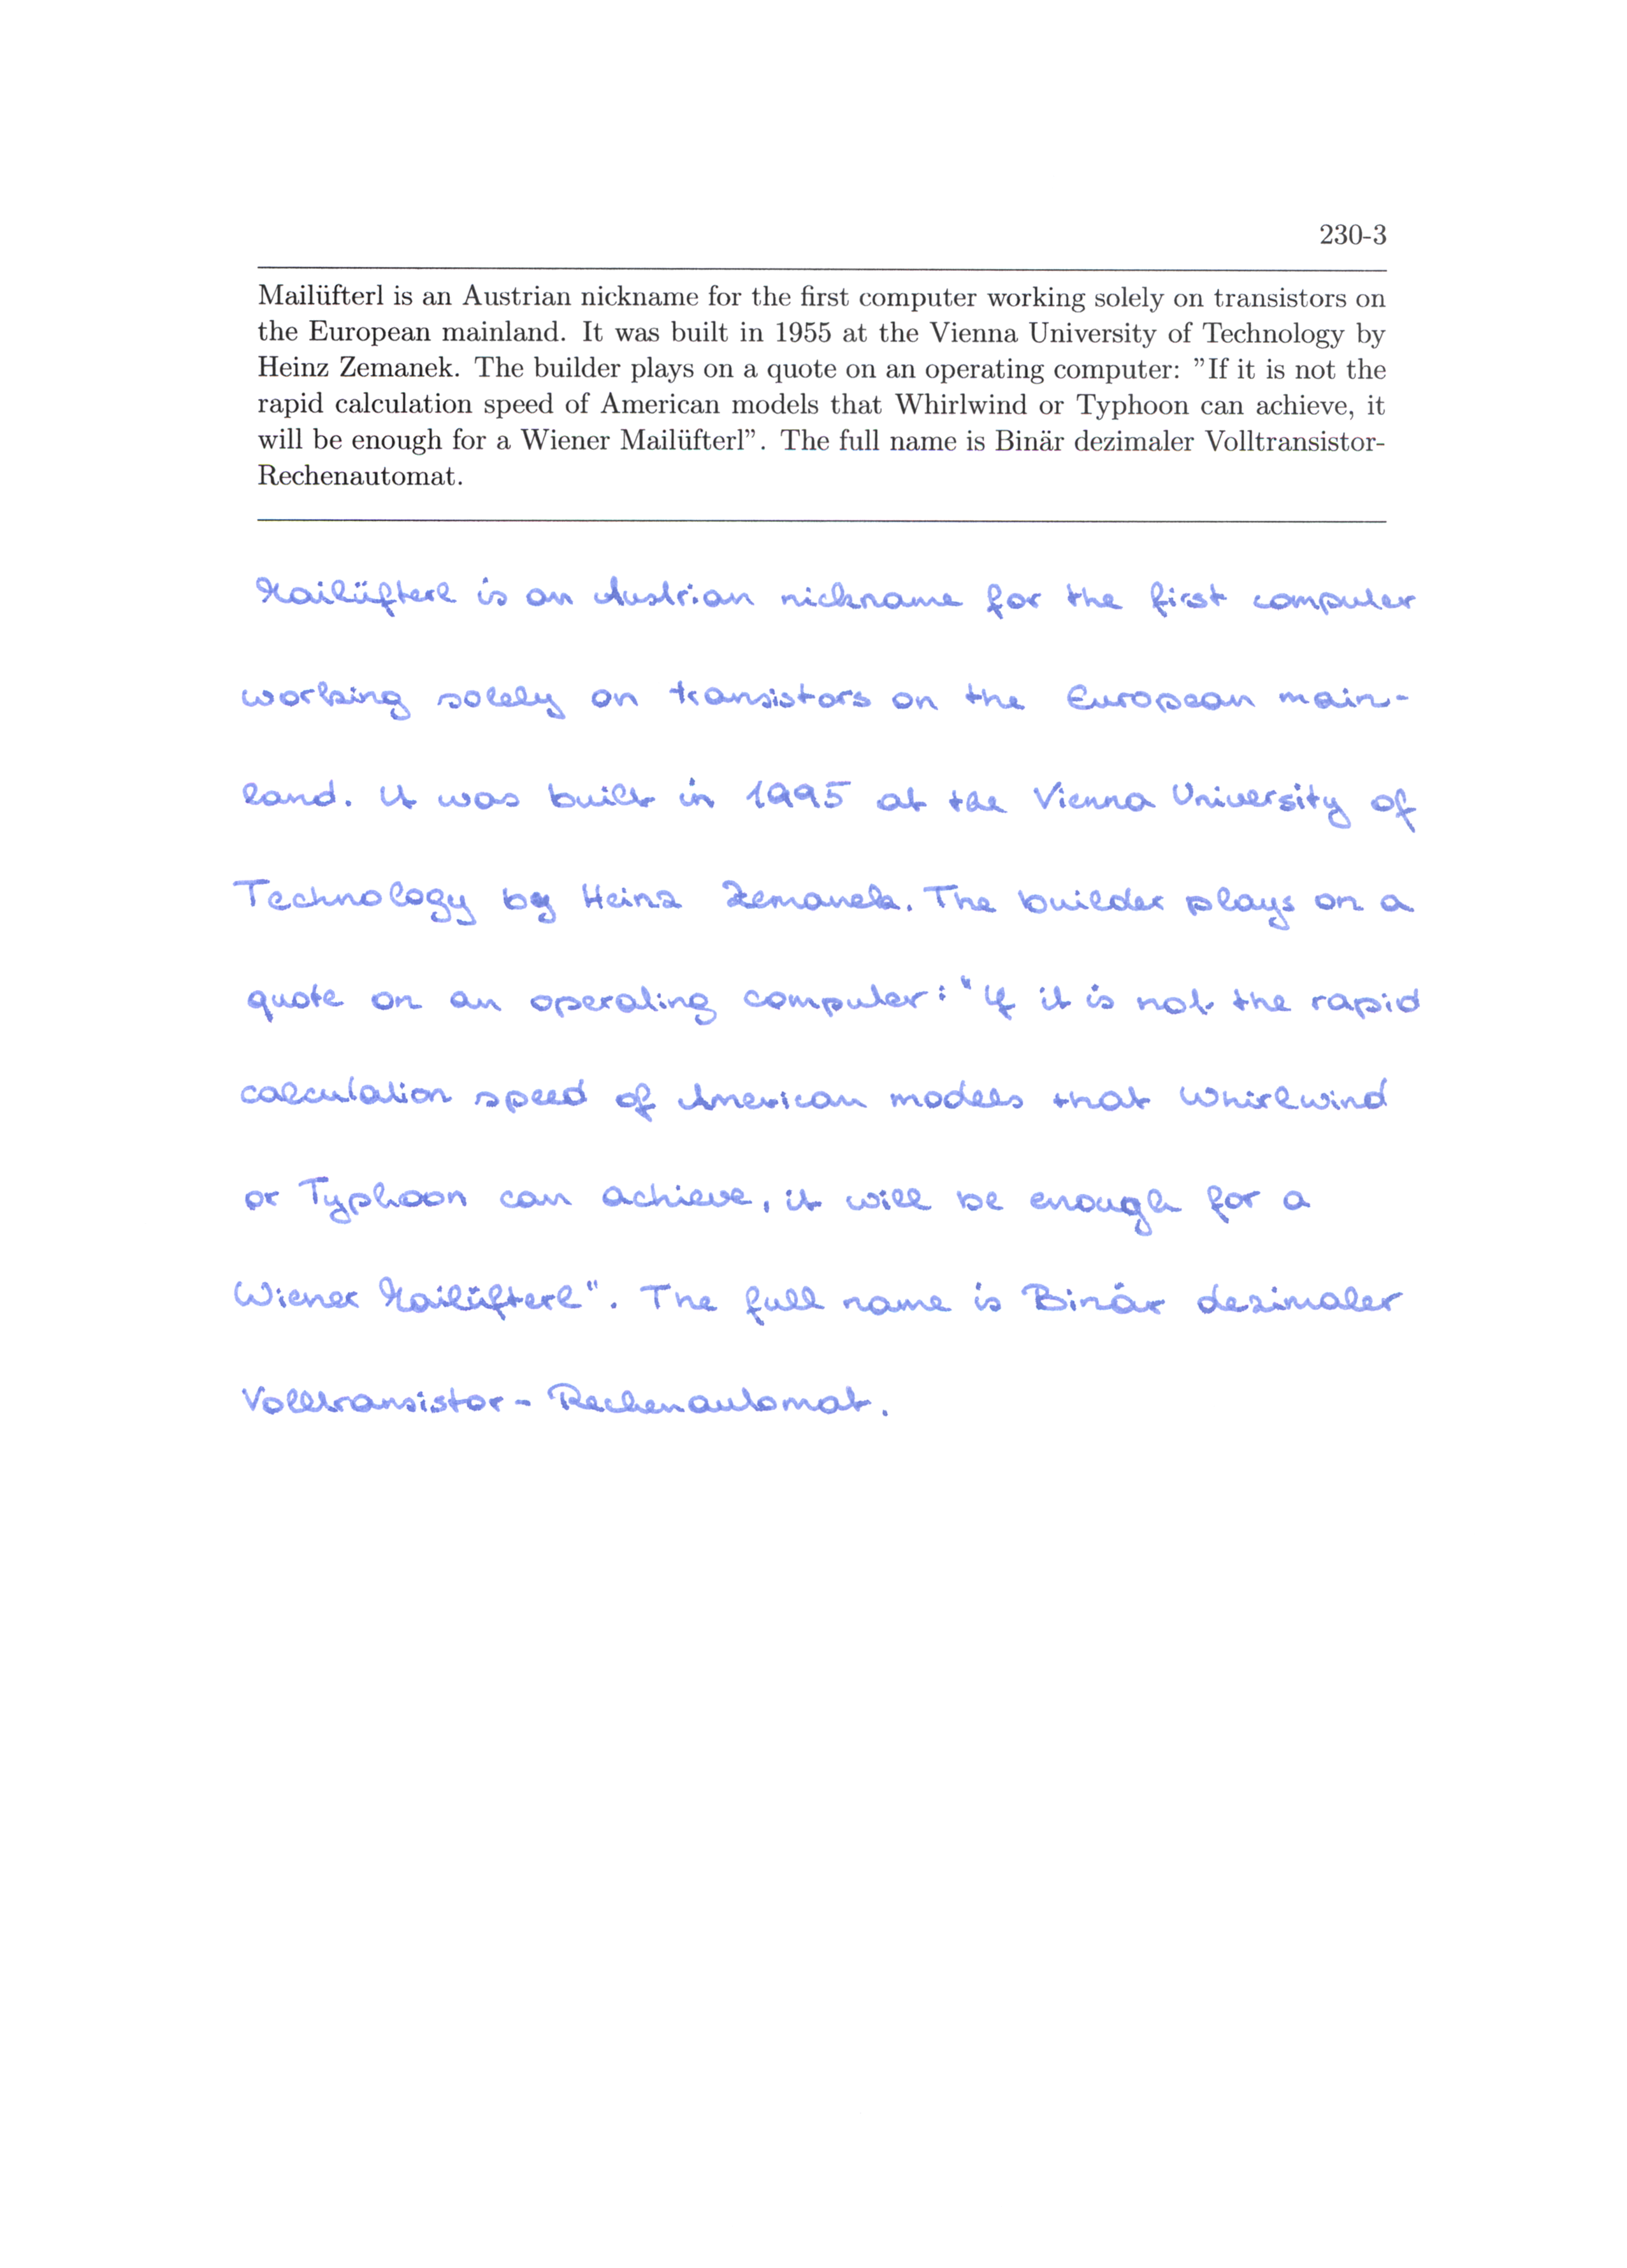 230-3
Mailüfterl is an Austrian nickname for the first computer working solely on transistors on
the European mainland. It was built in 1955 at the Vienna University of Technology by
Heinz Zemanek. The builder plays on a quote on an operating computer: ”If it is not the
rapid calculation speed of American models that Whirlwind or Typhoon can achieve, it
will be enough for a Wiener Mailüfterl”. The full name is Binär dezimaler Volltransistor-
Rechenautomat.
Mailüfterl is an Austrian nickname for the first computer
working solely on transistors on the European main-
land. It was built in 1995 at the Vienna University of
Technology by Heinz Zemanek. The builder plays on a
quote on an operating computer: "If it is not the rapid
calculation speed of American models that Whirlwind
or Typhoon can achieve, it will be enough for a
Wiener Mailüfterl". The full name is Binär dezimaler
Volltransistor - Rechenautomat.